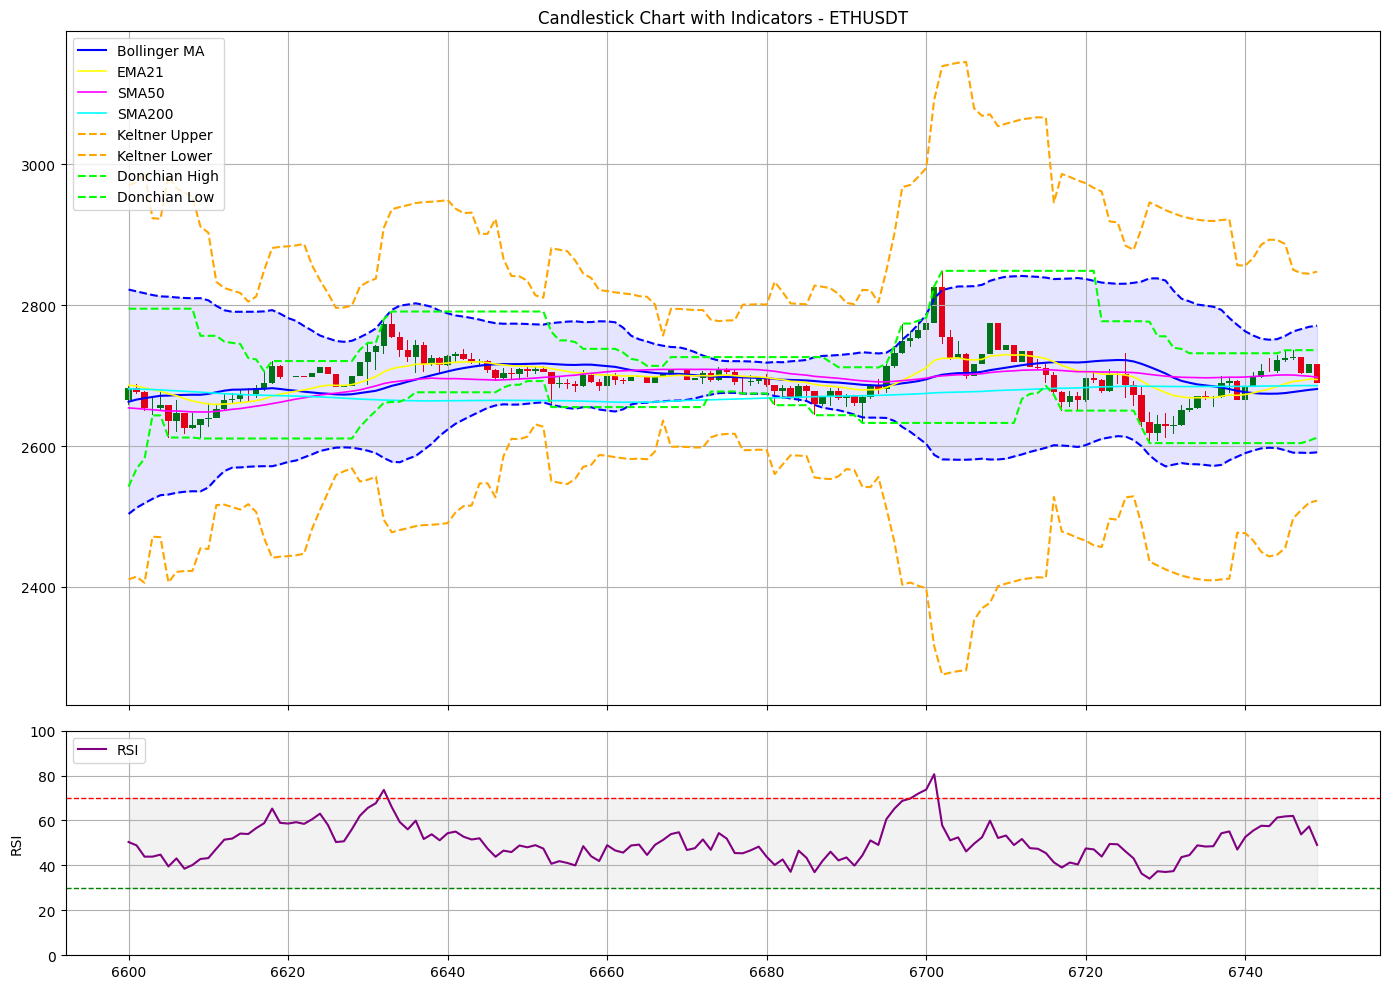 Candlestick Chart with Indicators - ETHUSDT
Bollinger MA
EMA21
SMA50
SMA200
Keltner Upper
Keltner Lower
Donchian High
Donchian Low
3000
2800
2600
2400
RSI
100
80
60
40
20
0
RSI
6600
6620
6640
6660
6680
6700
6720
6740